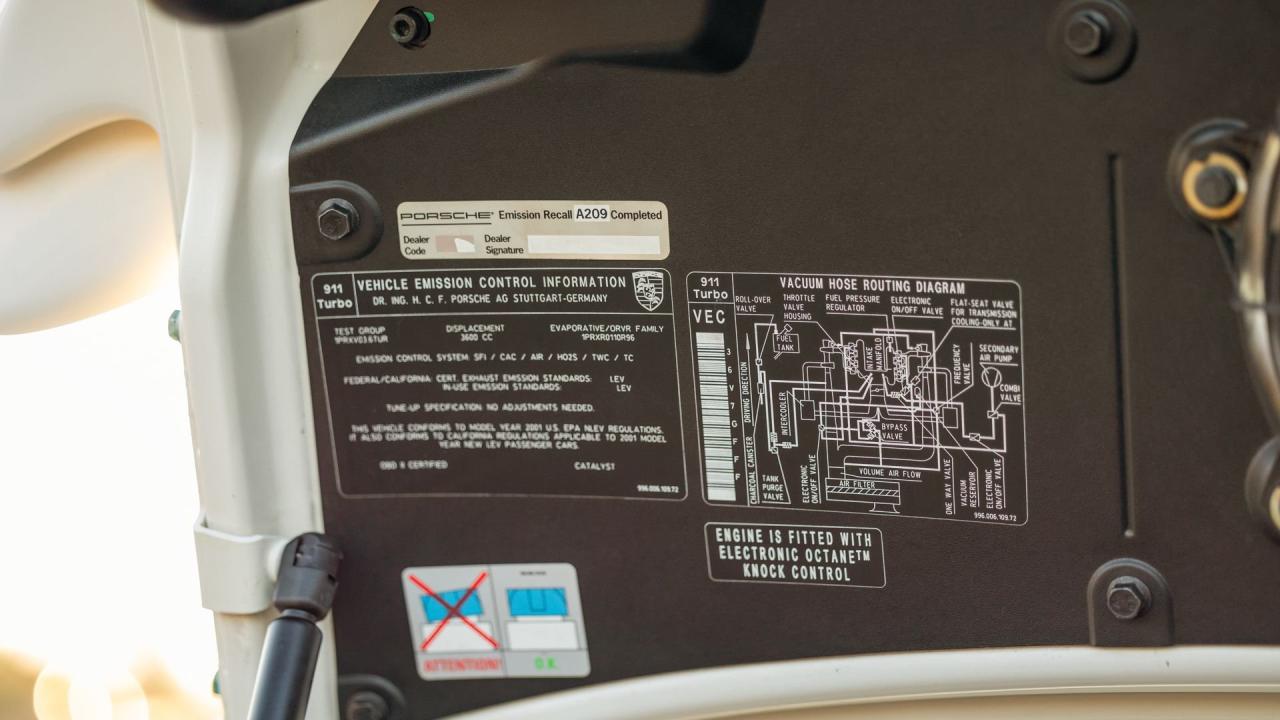 PORSCHE Emission Recall A209 Completed
Dealer Code
Dealer Signature
911 Turbo
VEHICLE EMISSION CONTROL INFORMATION
DR. ING. H. C. F. PORSCHE AG STUTTGART-GERMANY
TEST GROUP DISPLACEMENT EVAPORATIVE/ORVR FAMILY
1PRXV03.6TUR 3600 CC 1PRXR0110R96
EMISSION CONTROL SYSTEM: SFI / CAC / AIR / HO2S / TWC / TC
FEDERAL/CALIFORNIA: CERT. EXHAUST EMISSION STANDARDS: LEV
IN-USE EMISSION STANDARDS: LEV
TUNE-UP SPECIFICATION: NO ADJUSTMENTS NEEDED.
THIS VEHICLE CONFORMS TO MODEL YEAR 2001 U.S. EPA NLEV REGULATIONS.
IT ALSO CONFORMS TO CALIFORNIA REGULATIONS APPLICABLE TO 2001 MODEL
YEAR NEW LEV PASSENGER CARS.
OBD II CERTIFIED CATALYST
996.006.109.72
911 Turbo
VACUUM HOSE ROUTING DIAGRAM
VEC
ROLL-OVER VALVE
THROTTLE VALVE HOUSING
FUEL PRESSURE REGULATOR
ELECTRONIC ON/OFF VALVE
FLAT-SEAT VALVE FOR TRANSMISSION COOLING-ONLY AT
FUEL TANK
INTAKE MANIFOLD
FREQUENCY VALVE
SECONDARY AIR PUMP
COMBI VALVE
3
6
V
7
G
F
F
F
DRIVING DIRECTION
INTERCOOLER
BYPASS VALVE
CHARCOAL CANISTER
TANK PURGE VALVE
ELECTRONIC ON/OFF VALVE
VOLUME AIR FLOW
AIR FILTER
ONE WAY VALVE
VACUUM RESERVOIR
ELECTRONIC ON/OFF VALVE
996.006.109.72
ENGINE IS FITTED WITH
ELECTRONIC OCTANE™
KNOCK CONTROL
ATTENTION! O.K.